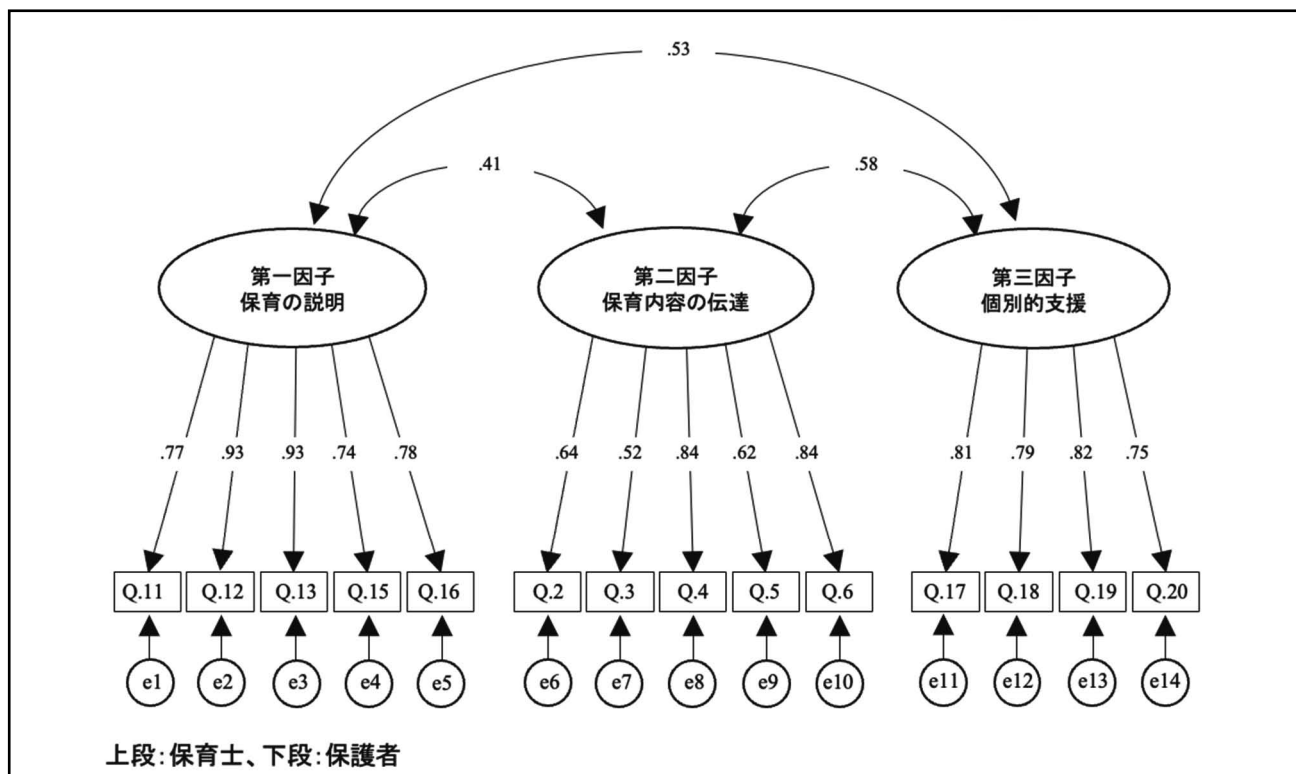 .53
.41
.58
第一因子
保育の説明
第二因子
保育内容の伝達
第三因子
個別的支援
.77 .93 .93 .74 .78 .64 .52 .84 .62 .84 .81 .79 .82 .75
Q.11 Q.12 Q.13 Q.15 Q.16 Q.2 Q.3 Q.4 Q.5 Q.6 Q.17 Q.18 Q.19 Q.20
e1 e2 e3 e4 e5 e6 e7 e8 e9 e10 e11 e12 e13 e14
上段:保育士、下段:保護者